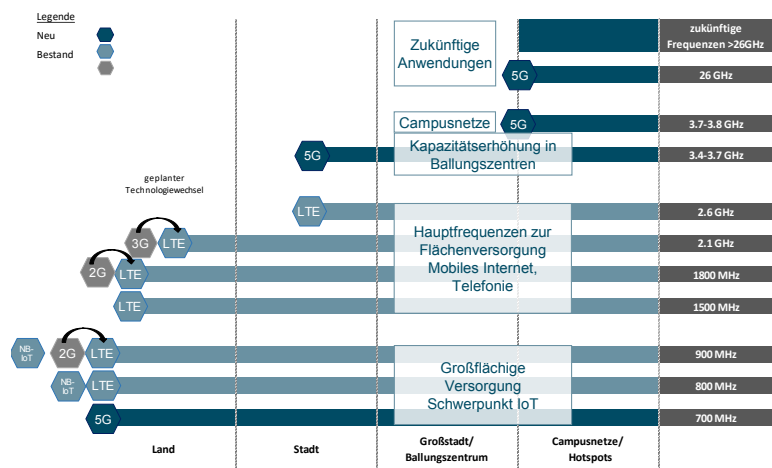 Legende
Neu
Bestand
Zukünftige
Anwendungen
zukünftige
Frequenzen >26GHz
5G
26 GHz
Campusnetze
5G
3.7-3.8 GHz
5G
Kapazitätserhöhung in
Ballungszentren
3.4-3.7 GHz
geplanter
Technologiewechsel
LTE
2.6 GHz
Hauptfrequenzen zur
Flächenversorgung
Mobiles Internet,
Telefonie
3G
LTE
2.1 GHz
2G
LTE
1800 MHz
LTE
1500 MHz
NB-
IoT
2G
LTE
900 MHz
Großflächige
Versorgung
Schwerpunkt IoT
NB-
IoT
LTE
800 MHz
5G
700 MHz
Land
Stadt
Großstadt/
Ballungszentrum
Campusnetze/
Hotspots